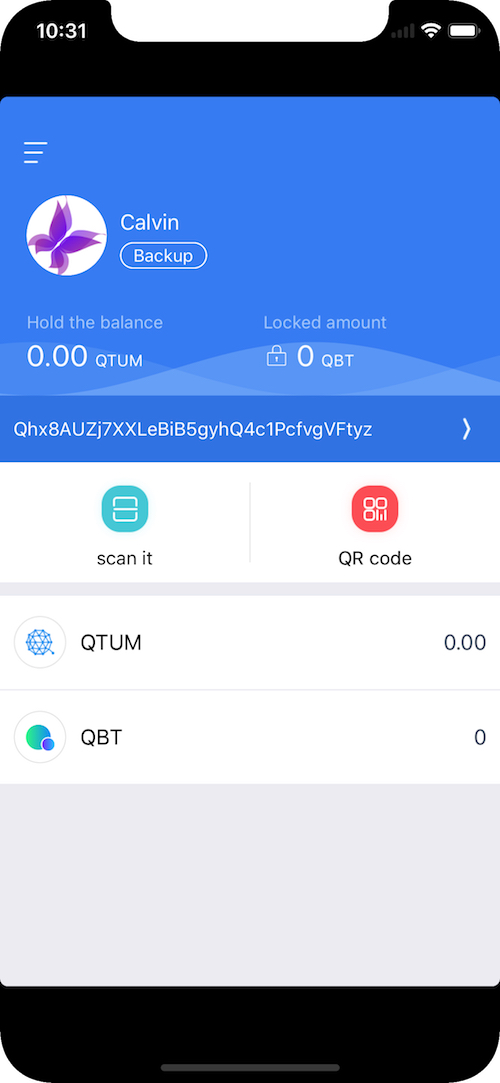 10:31
Calvin
Backup
Hold the balance
Locked amount
0.00 QTUM
0 QBT
Qhx8AUZj7XXLeBiB5gyhQ4c1PcfvgVFtyz
scan it
QR code
QTUM
0.00
QBT
0